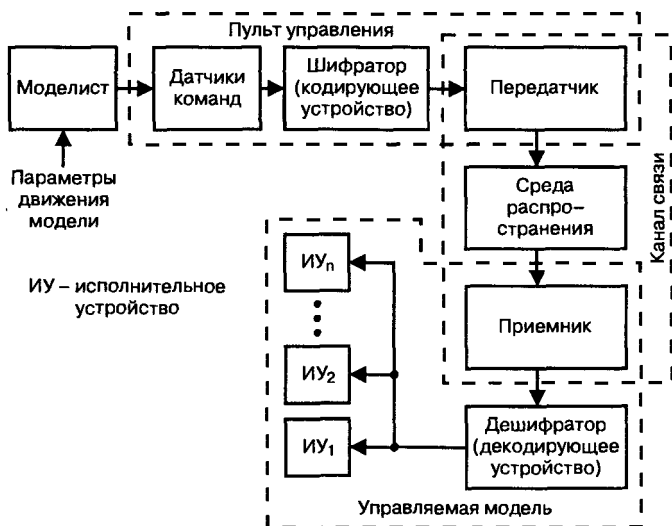 Пульт управления
Моделист
Датчики
команд
Шифратор
(кодирующее
устройство)
Передатчик
Параметры
движения
модели
Среда
распро-
странения
Канал связи
ИУ – исполнительное
устройство
ИУn
ИУ2
ИУ1
Приемник
Дешифратор
(декодирующее
устройство)
Управляемая модель